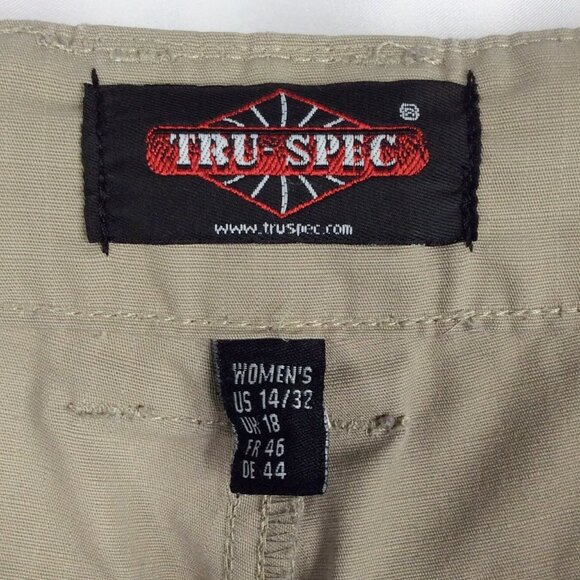 TRU-SPEC
®
www.truspec.com
WOMEN'S
US 14/32
UK 18
FR 46
DE 44